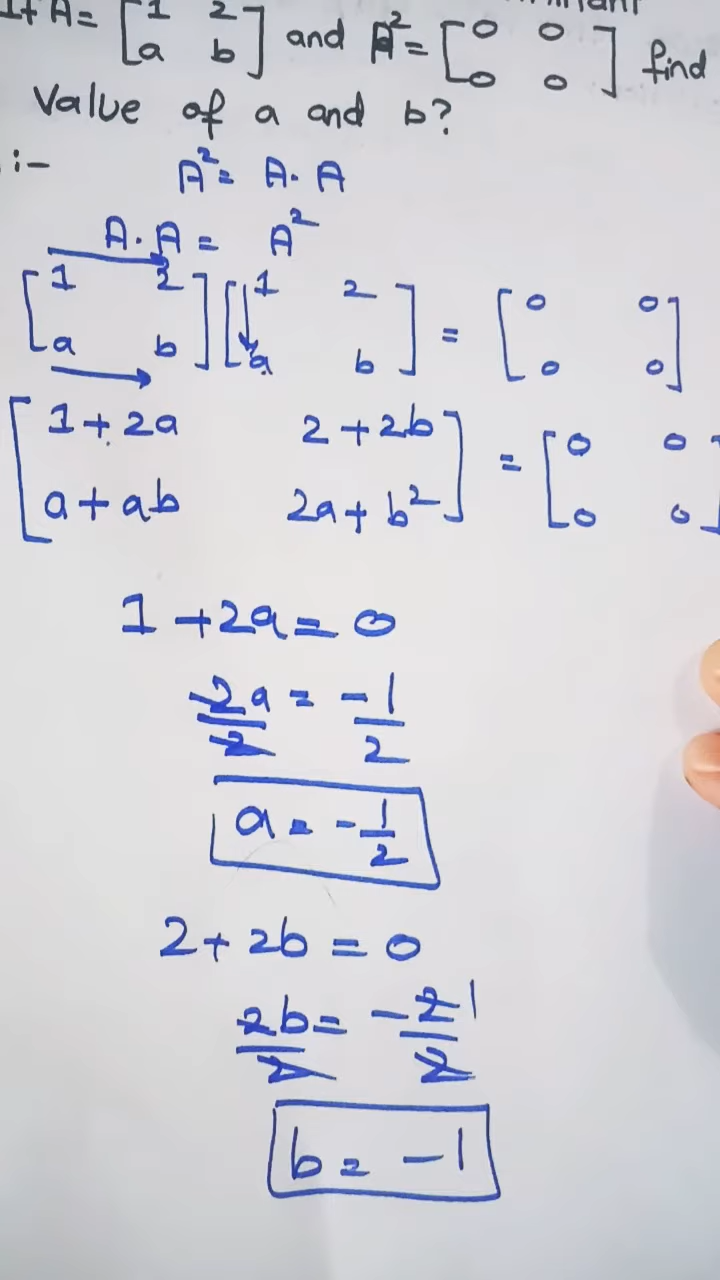 If A = [1 2 a b] and A² = [0 0 0 0] find
Value of a and b?
:- A² = A. A
A. A = A²
[1 2 a b] [1 2 a b] = [0 0 0 0]
[1 + 2a 2 + 2b a + ab 2a + b²] = [0 0 0 0]
1 + 2a = 0
2a/2 = -1/2
a = -1/2
2 + 2b = 0
2b/2 = -2/2 1
b = -1